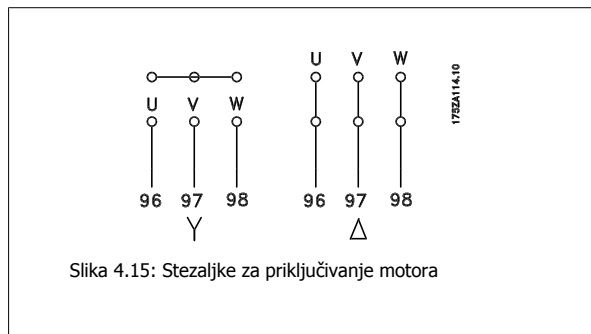 U V W
U V W
175ZA114.10
96 97 98
96 97 98
Y
Δ
Slika 4.15: Stezaljke za priključivanje motora